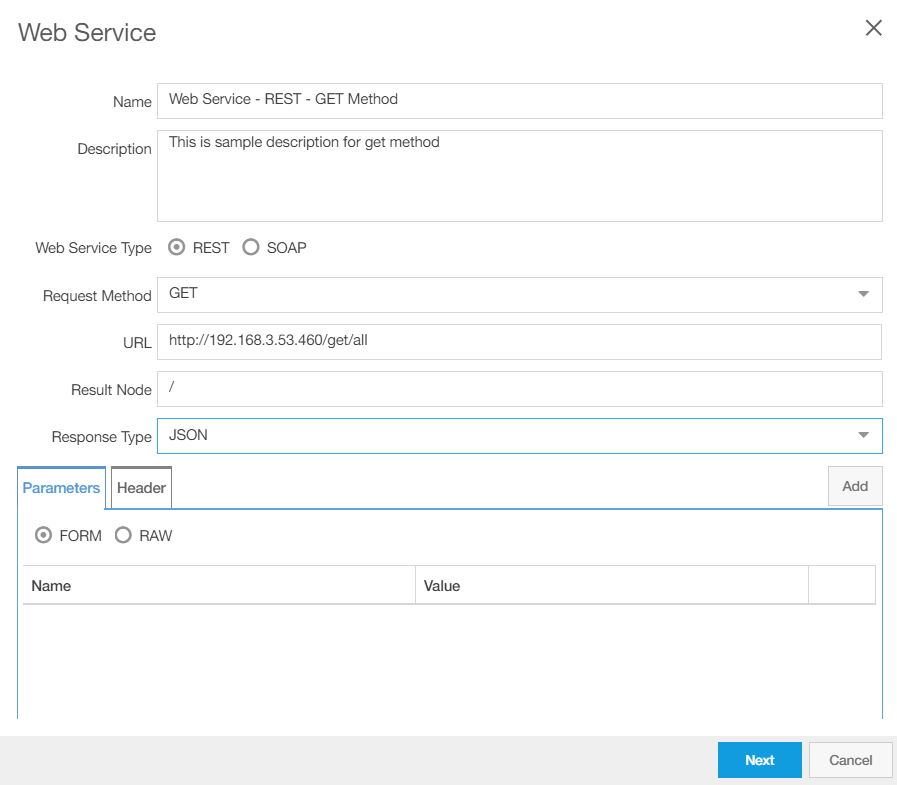 Web Service
Name Web Service - REST - GET Method
Description This is sample description for get method
Web Service Type REST SOAP
Request Method GET
URL http://192.168.3.53.460/get/all
Result Node /
Response Type JSON
Parameters Header Add
FORM RAW
Name Value
Next Cancel